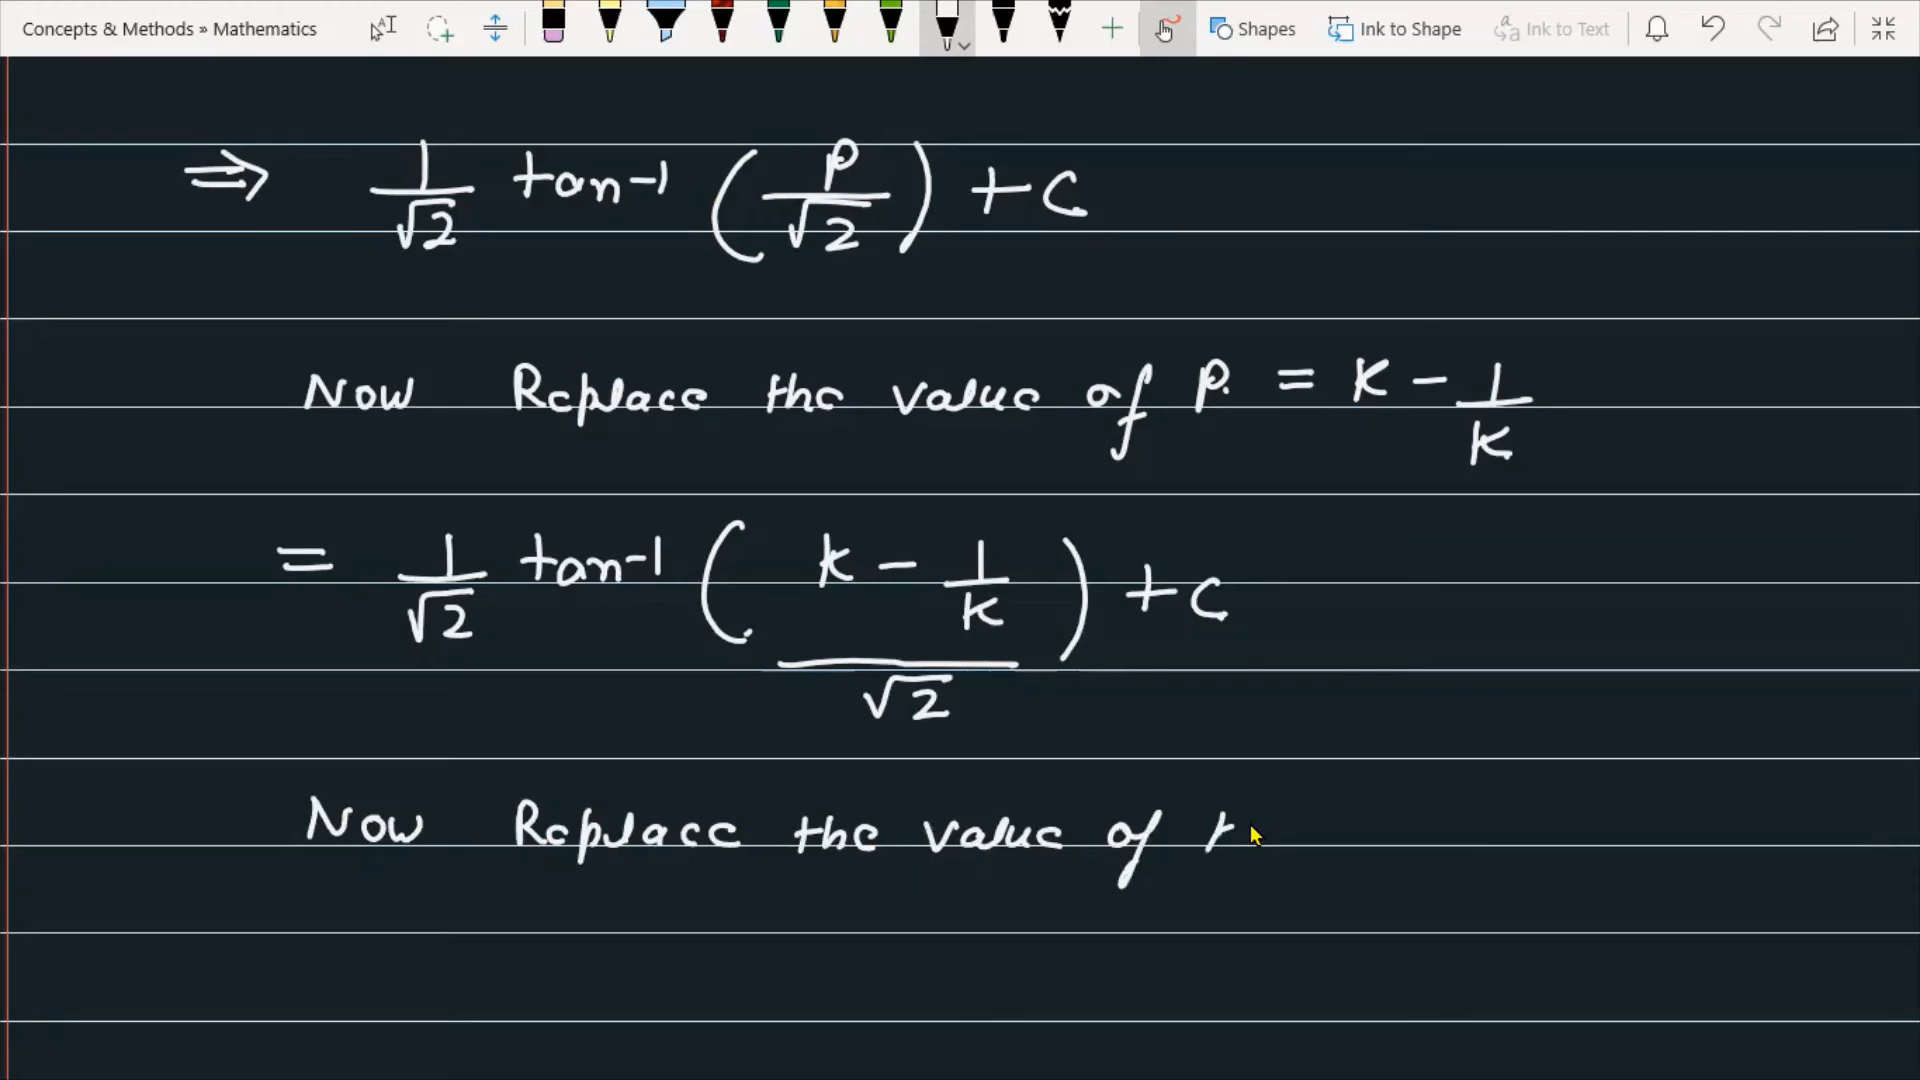 Concepts & Methods » Mathematics Shapes Ink to Shape Ink to Text
⇒ 1/√2 tan-1 (p/√2) + c
Now Replace the value of p = k - 1/k
= 1/√2 tan-1 ((k - 1/k)/√2) + c
Now Replace the value of